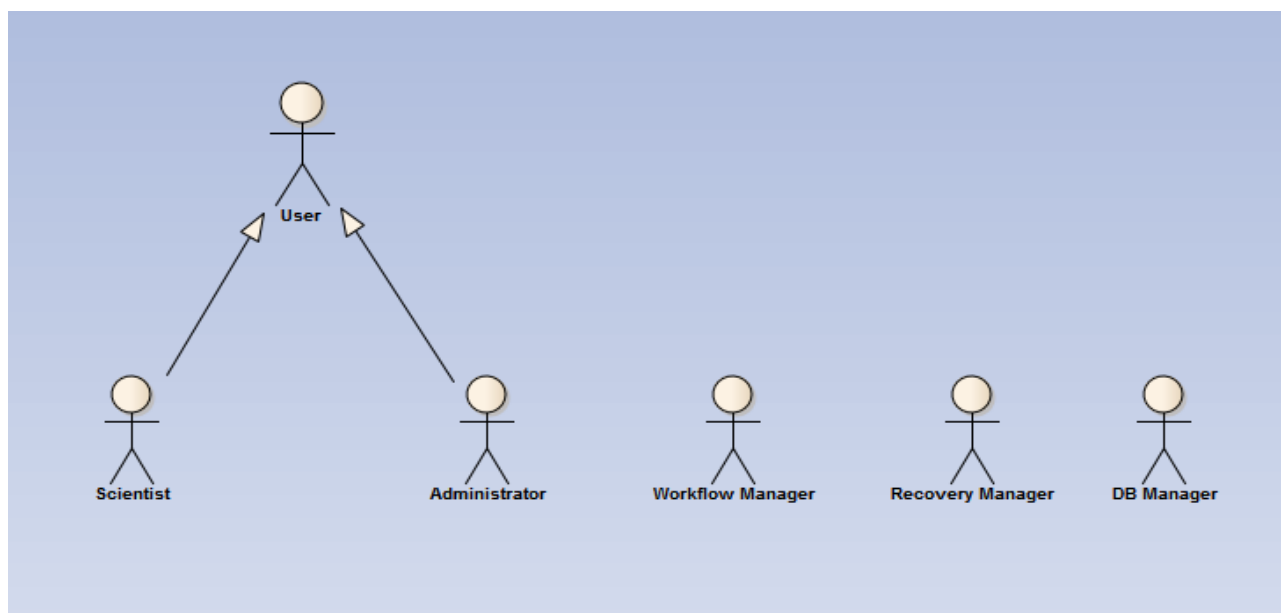 User
Scientist
Administrator
Workflow Manager
Recovery Manager
DB Manager